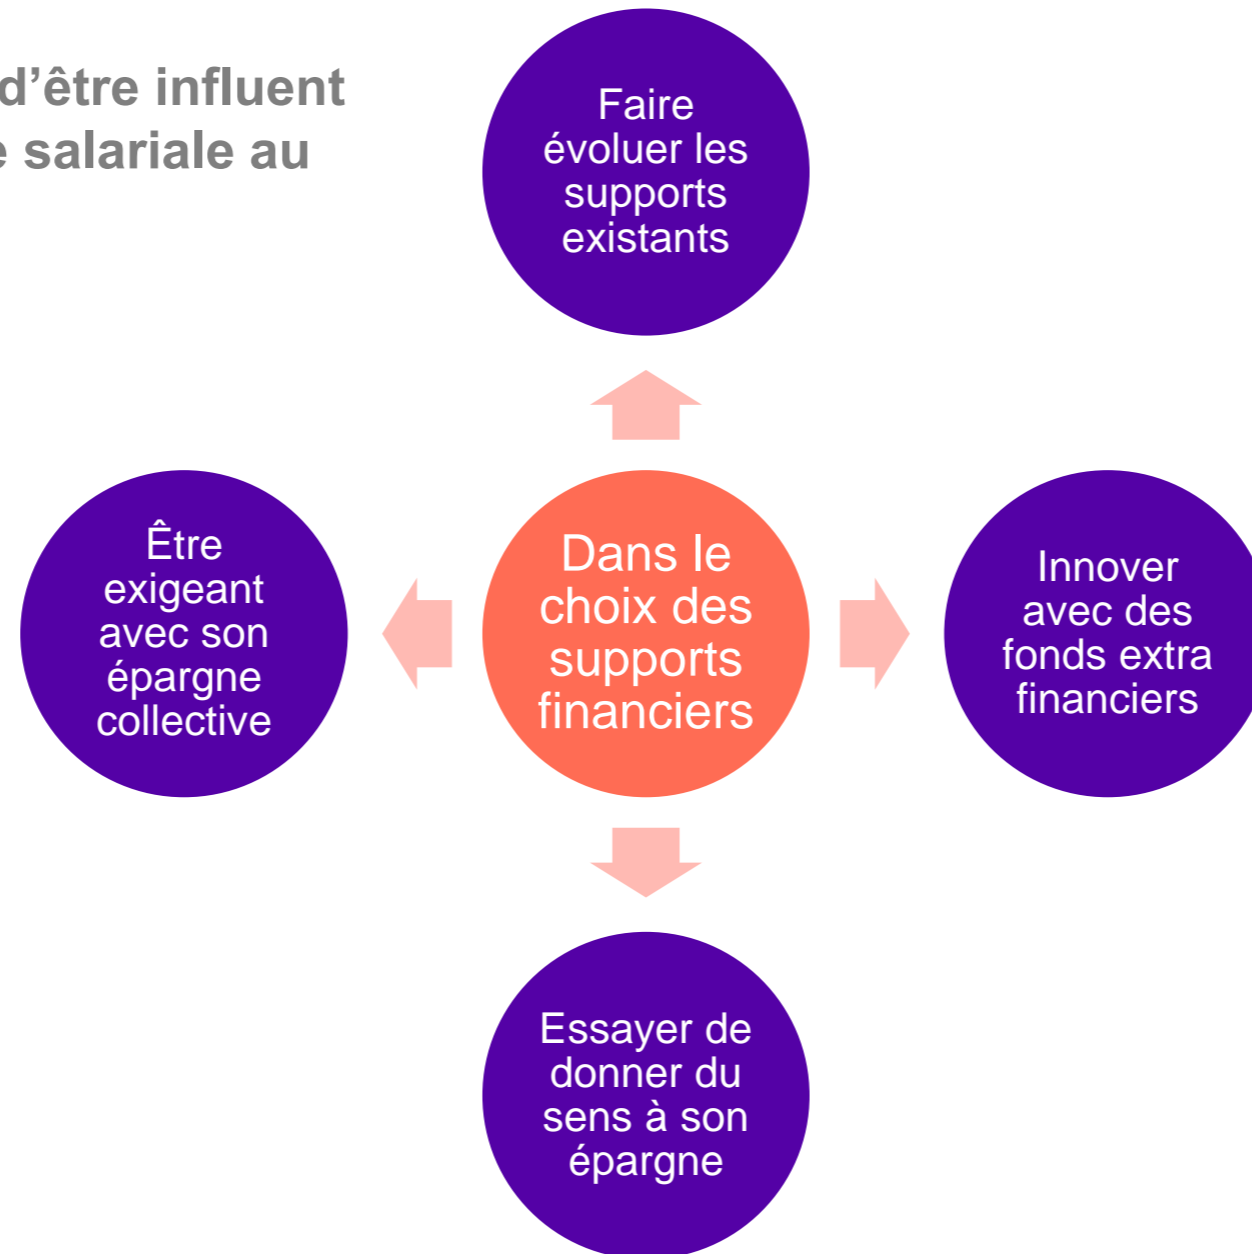 d’être influent
e salariale au
Faire
évoluer les
supports
existants
Être
exigeant
avec son
épargne
collective
Dans le
choix des
supports
financiers
Innover
avec des
fonds extra
financiers
Essayer de
donner du
sens à son
épargne